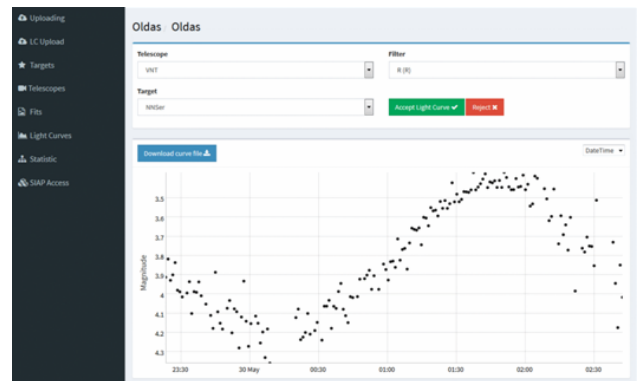 Uploading
LC Upload
Targets
Telescopes
Fits
Light Curves
Statistic
SIAP Access
Oldas / Oldas
Telescope
VNT
Filter
R (R)
Target
NNSer
Accept Light Curve
Reject
Download curve file
DateTime
Magnitude
3.5
3.6
3.7
3.8
3.9
4
4.1
4.2
4.3
23:30
30 May
00:30
01:00
01:30
02:00
02:30